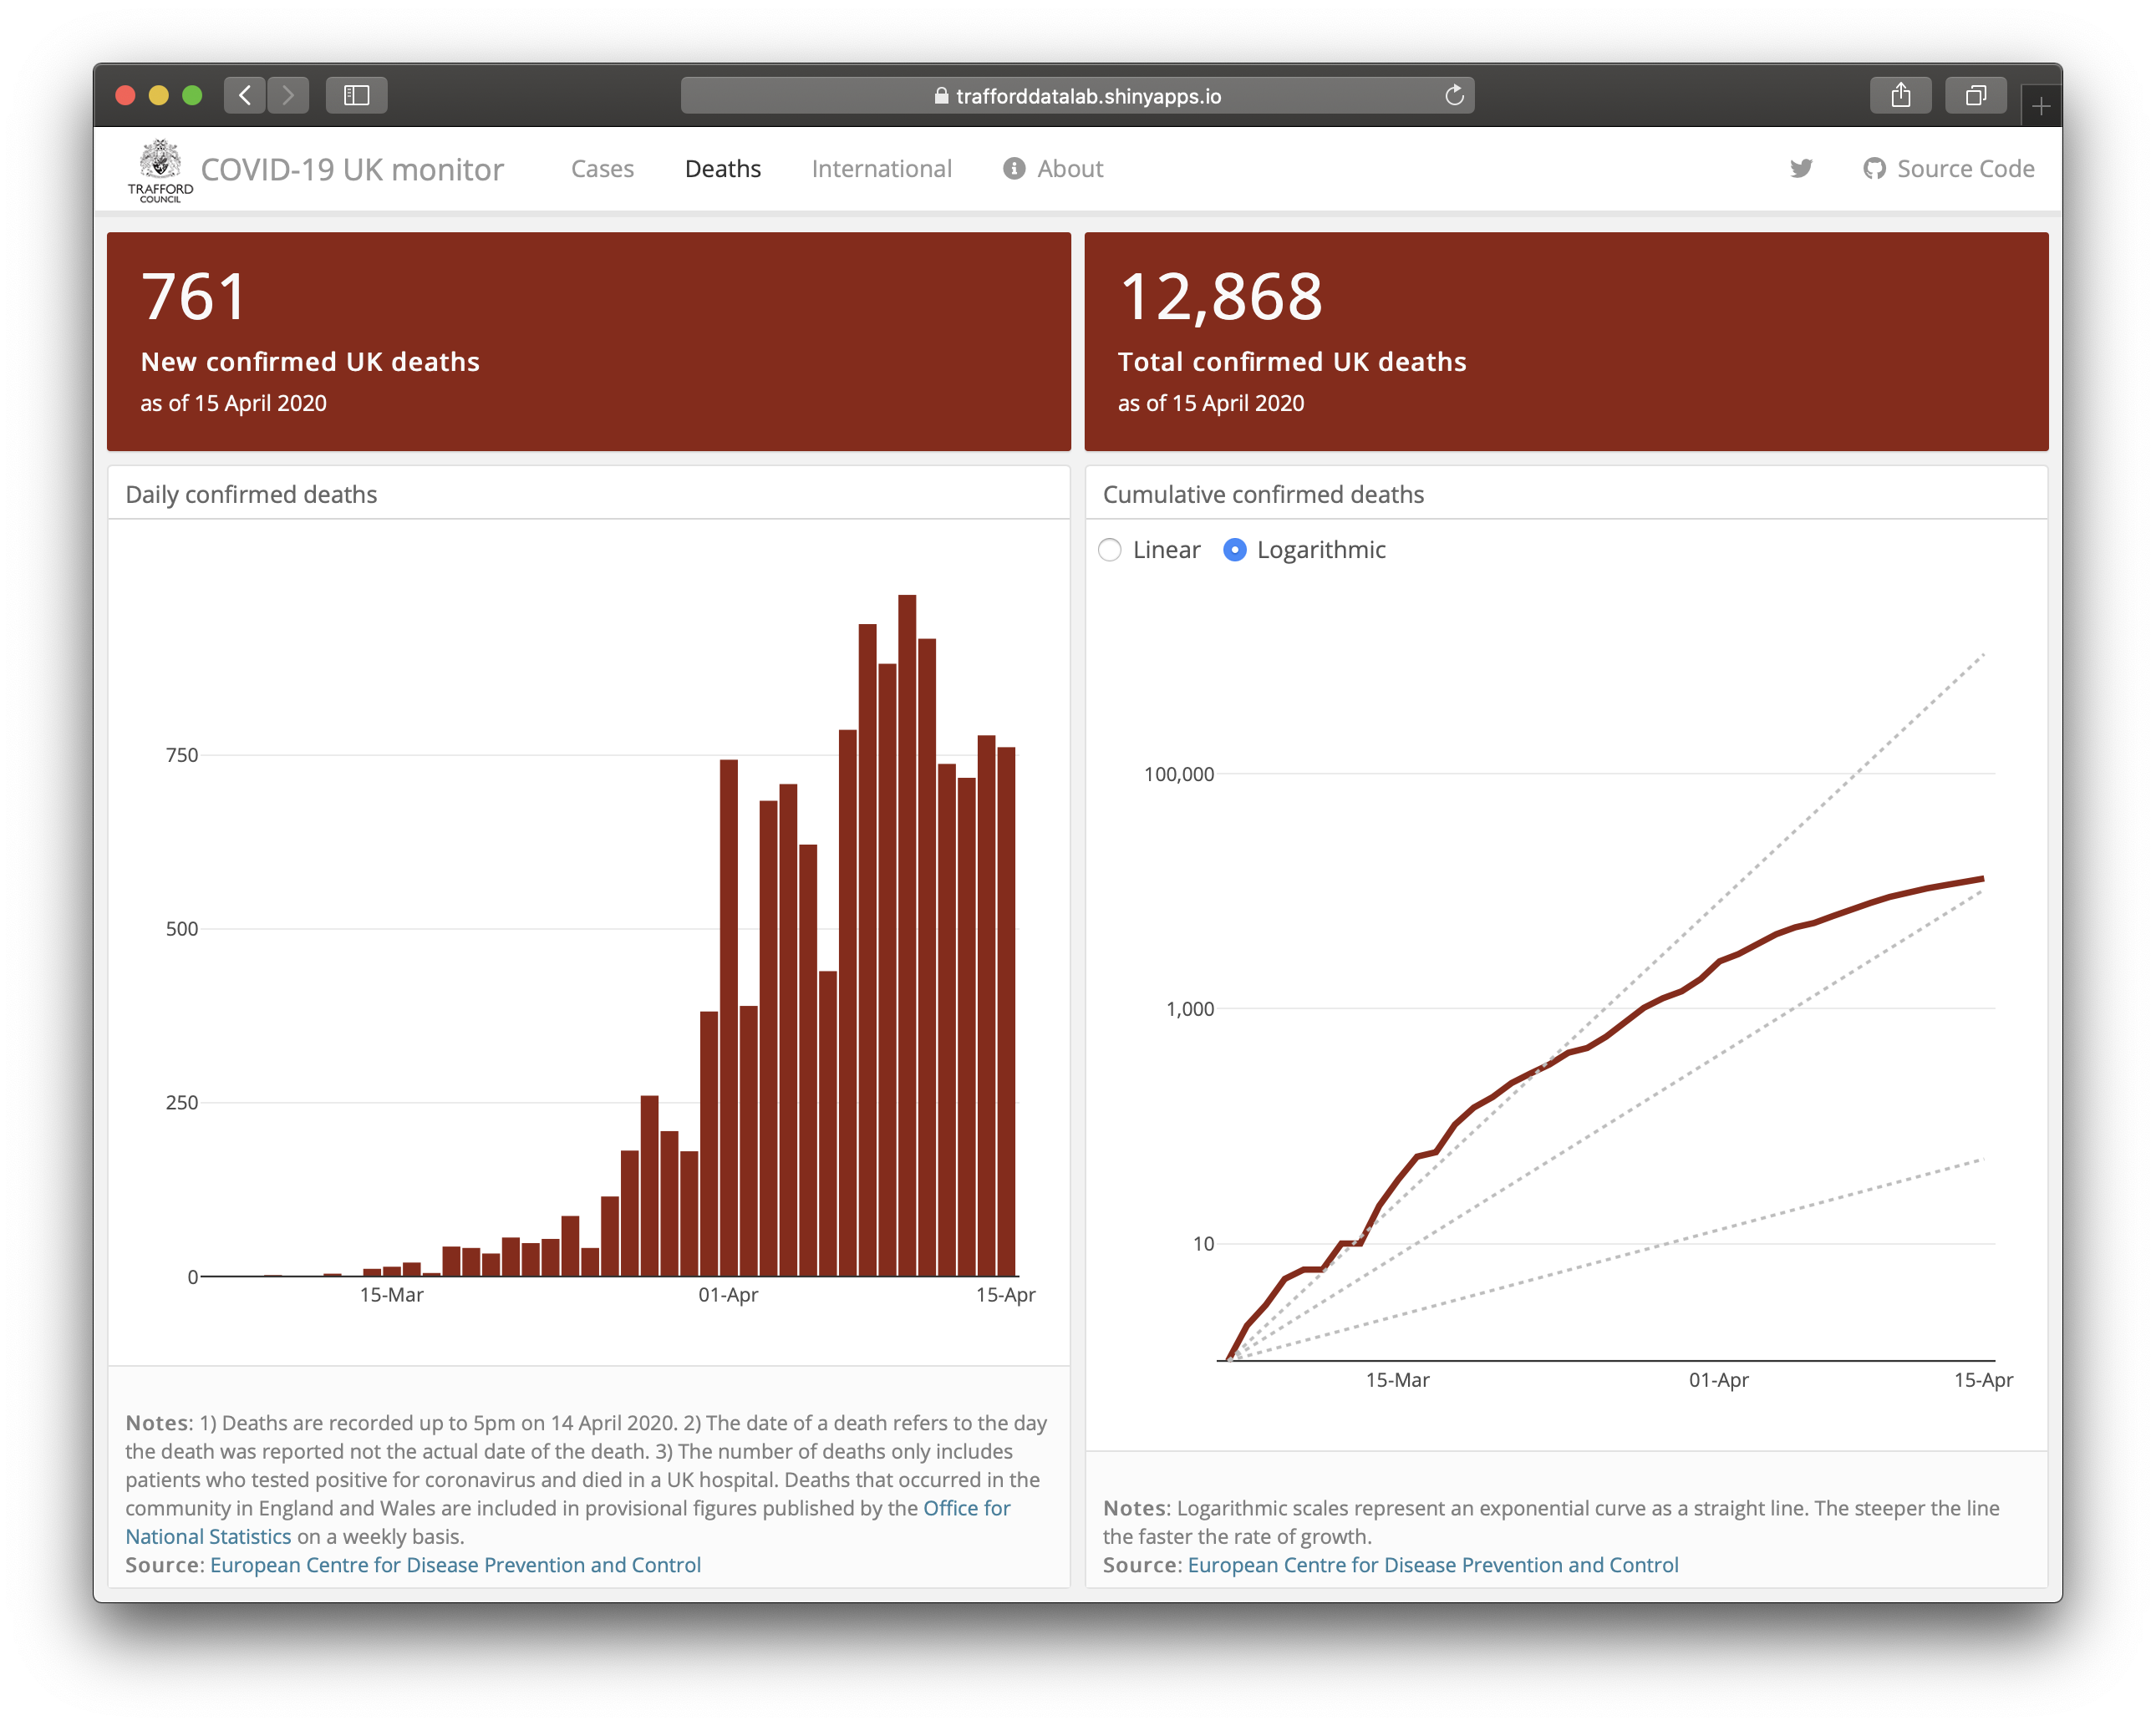 trafforddatalab.shinyapps.io
TRAFFORD
COUNCIL
COVID-19 UK monitor
Cases
Deaths
International
About
Source Code
761
New confirmed UK deaths
as of 15 April 2020
12,868
Total confirmed UK deaths
as of 15 April 2020
Daily confirmed deaths
750
500
250
0
15-Mar
01-Apr
15-Apr
Notes: 1) Deaths are recorded up to 5pm on 14 April 2020. 2) The date of a death refers to the day
the death was reported not the actual date of the death. 3) The number of deaths only includes
patients who tested positive for coronavirus and died in a UK hospital. Deaths that occurred in the
community in England and Wales are included in provisional figures published by the Office for
National Statistics on a weekly basis.
Source: European Centre for Disease Prevention and Control
Cumulative confirmed deaths
Linear
Logarithmic
100,000
1,000
10
15-Mar
01-Apr
15-Apr
Notes: Logarithmic scales represent an exponential curve as a straight line. The steeper the line
the faster the rate of growth.
Source: European Centre for Disease Prevention and Control